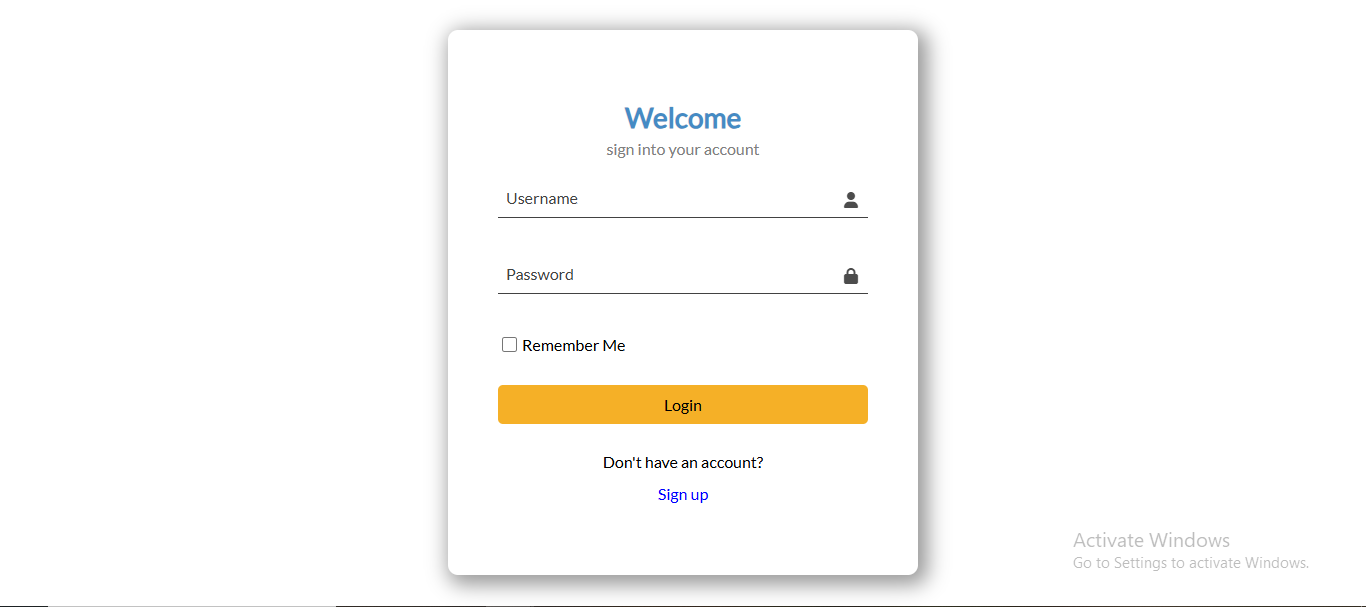 Welcome
sign into your account
Username
Password
Remember Me
Login
Don't have an account?
Sign up
Activate Windows
Go to Settings to activate Windows.